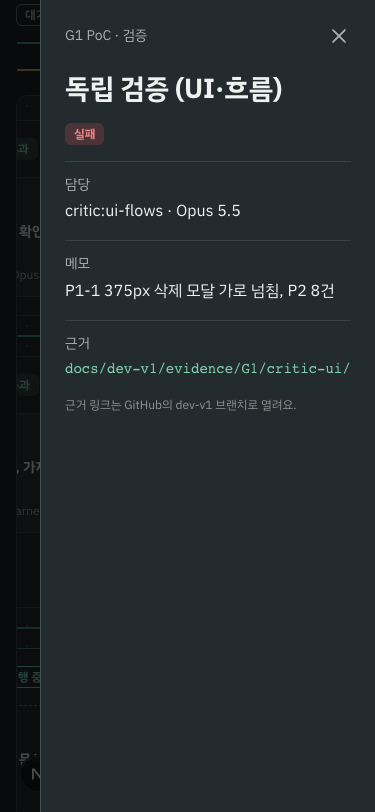 G1 PoC · 검증
독립 검증 (UI·흐름)
실패
담당
critic:ui-flows · Opus 5.5
메모
P1-1 375px 삭제 모달 가로 넘침, P2 8건
근거
docs/dev-v1/evidence/G1/critic-ui/
근거 링크는 GitHub의 dev-v1 브랜치로 열려요.